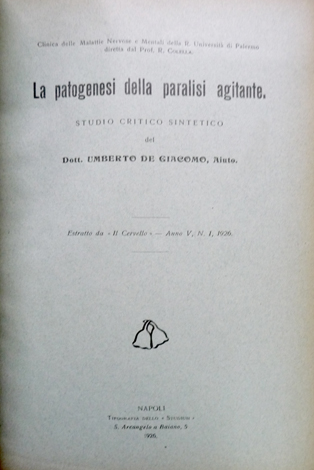 Clinica delle Malattie Nervose e Mentali della R. Università di Palermo
diretta dal Prof. R. Colella.
La patogenesi della paralisi agitante.
STUDIO CRITICO SINTETICO
del
Dott. UMBERTO DE GIACOMO, Aiuto.
Estratto da « Il Cervello » — Anno V, N. 1, 1926.
NAPOLI
Tipografia dello « Studium »
S. Arcangelo a Baiano, 5
1926.